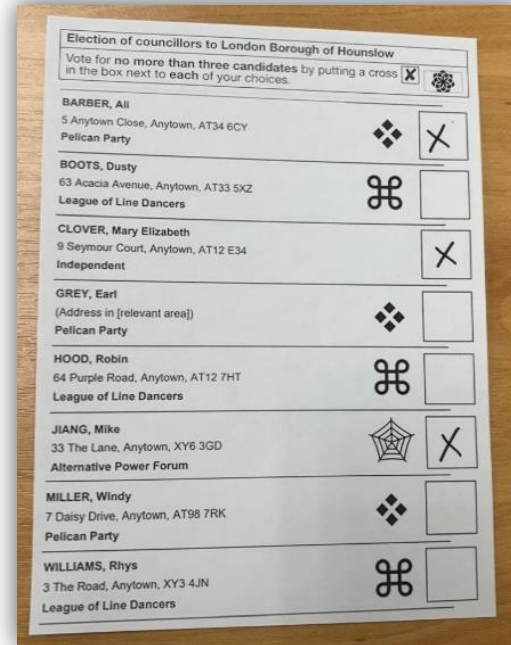 Election of councillors to London Borough of Hounslow
Vote for no more than three candidates by putting a cross
in the box next to each of your choices.
BARBER, Ali
5 Anytown Close, Anytown, AT34 6CY
Pelican Party
BOOTS, Dusty
63 Acacia Avenue, Anytown, AT33 5XZ
League of Line Dancers
CLOVER, Mary Elizabeth
9 Seymour Court, Anytown, AT12 E34
Independent
GREY, Earl
(Address in [relevant area])
Pelican Party
HOOD, Robin
64 Purple Road, Anytown, AT12 7HT
League of Line Dancers
JIANG, Mike
33 The Lane, Anytown, XY6 3GD
Alternative Power Forum
MILLER, Windy
7 Daisy Drive, Anytown, AT98 7RK
Pelican Party
WILLIAMS, Rhys
3 The Road, Anytown, XY3 4JN
League of Line Dancers